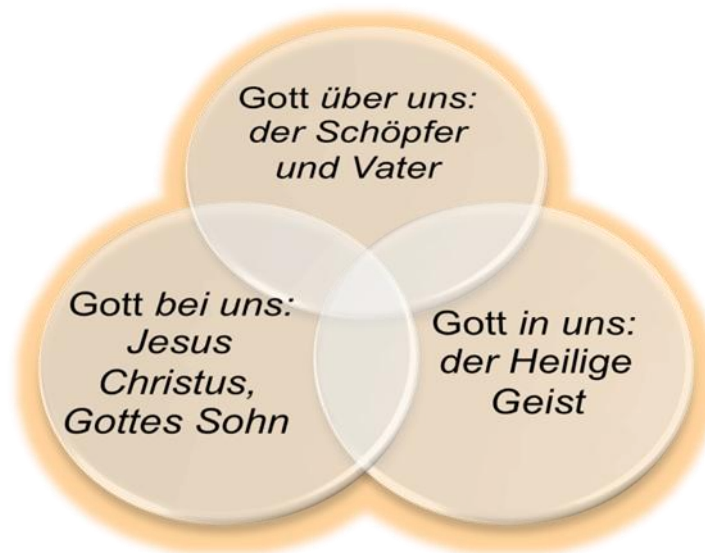 Gott über uns:
der Schöpfer
und Vater
Gott bei uns:
Jesus
Christus,
Gottes Sohn
Gott in uns:
der Heilige
Geist